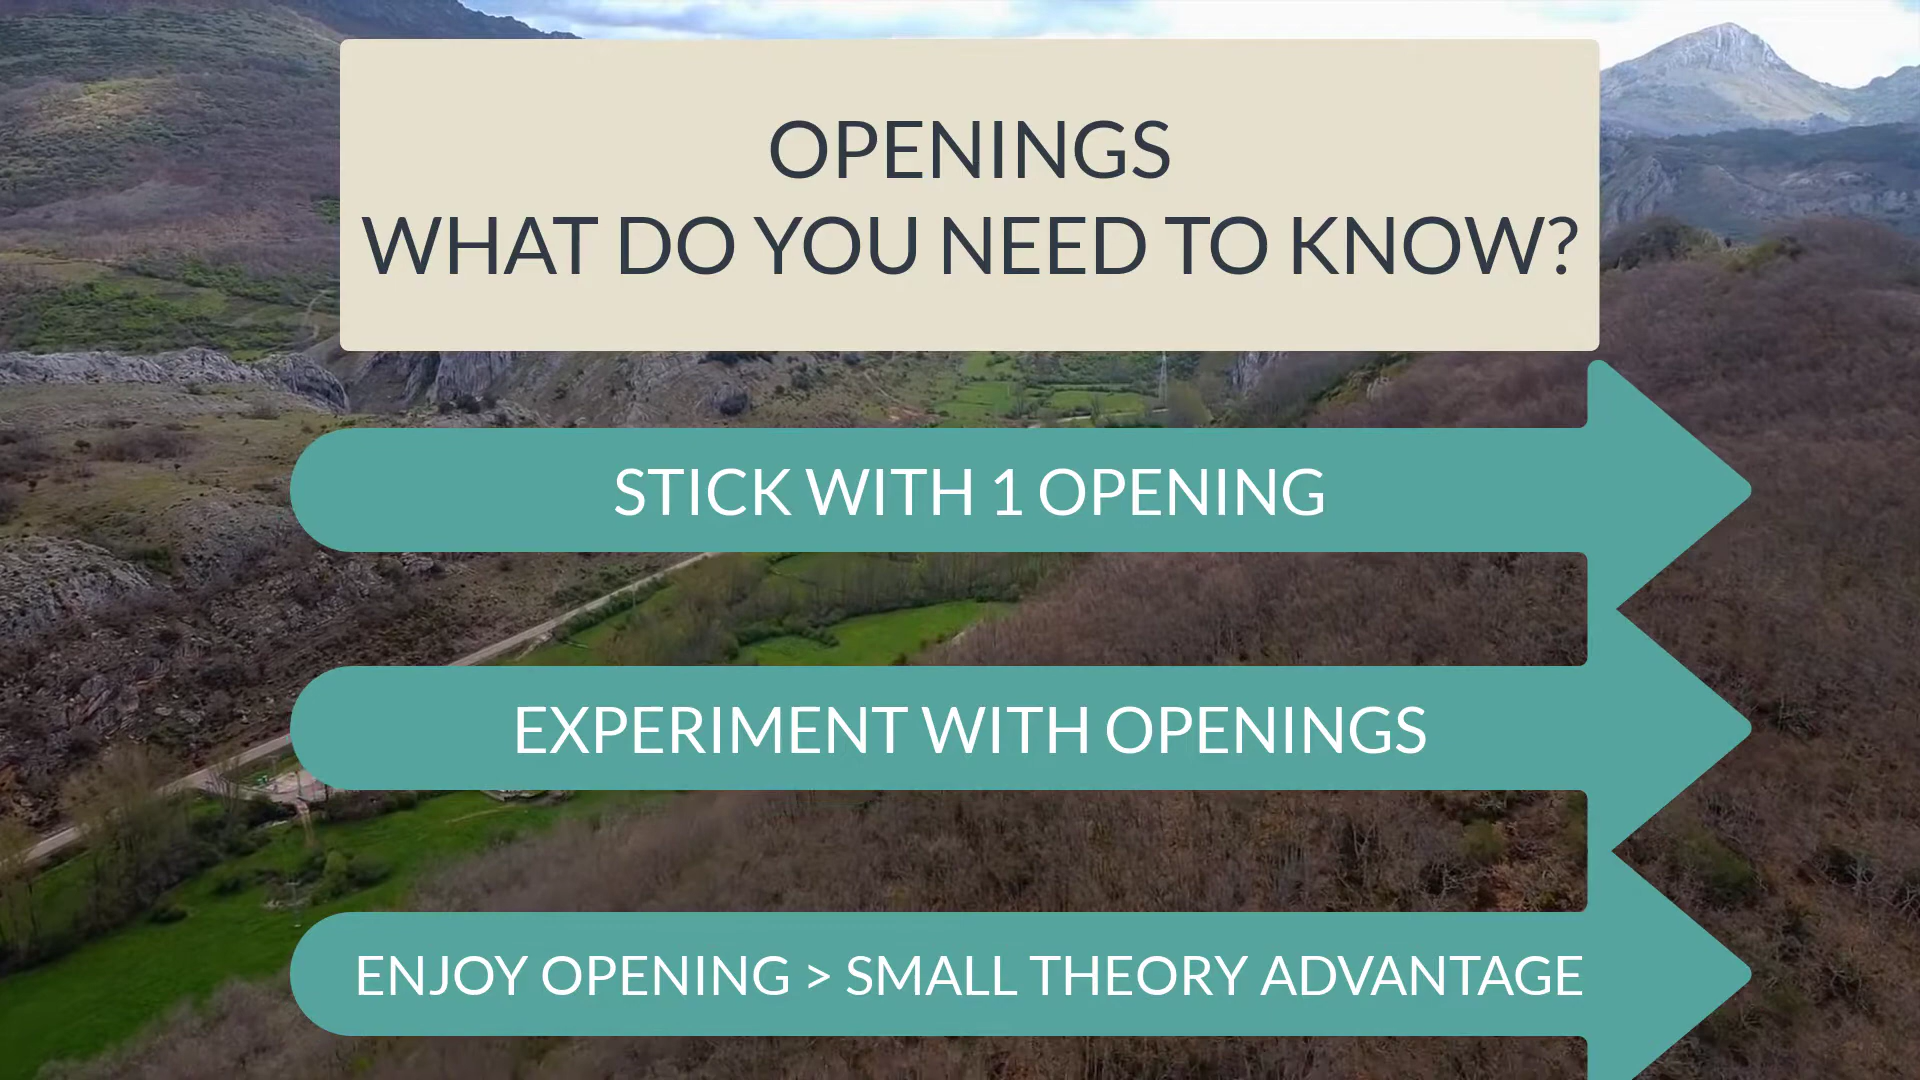 OPENINGS
WHAT DO YOU NEED TO KNOW?
STICK WITH 1 OPENING
EXPERIMENT WITH OPENINGS
ENJOY OPENING > SMALL THEORY ADVANTAGE